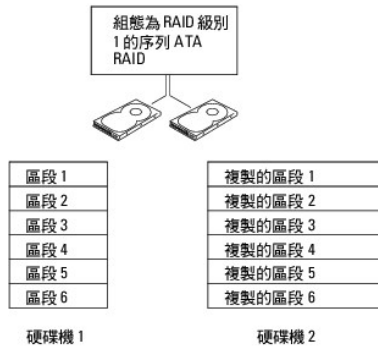 組態為 RAID 級別
1 的序列 ATA
RAID
區段 1
區段 2
區段 3
區段 4
區段 5
區段 6
硬碟機 1
複製的區段 1
複製的區段 2
複製的區段 3
複製的區段 4
複製的區段 5
複製的區段 6
硬碟機 2